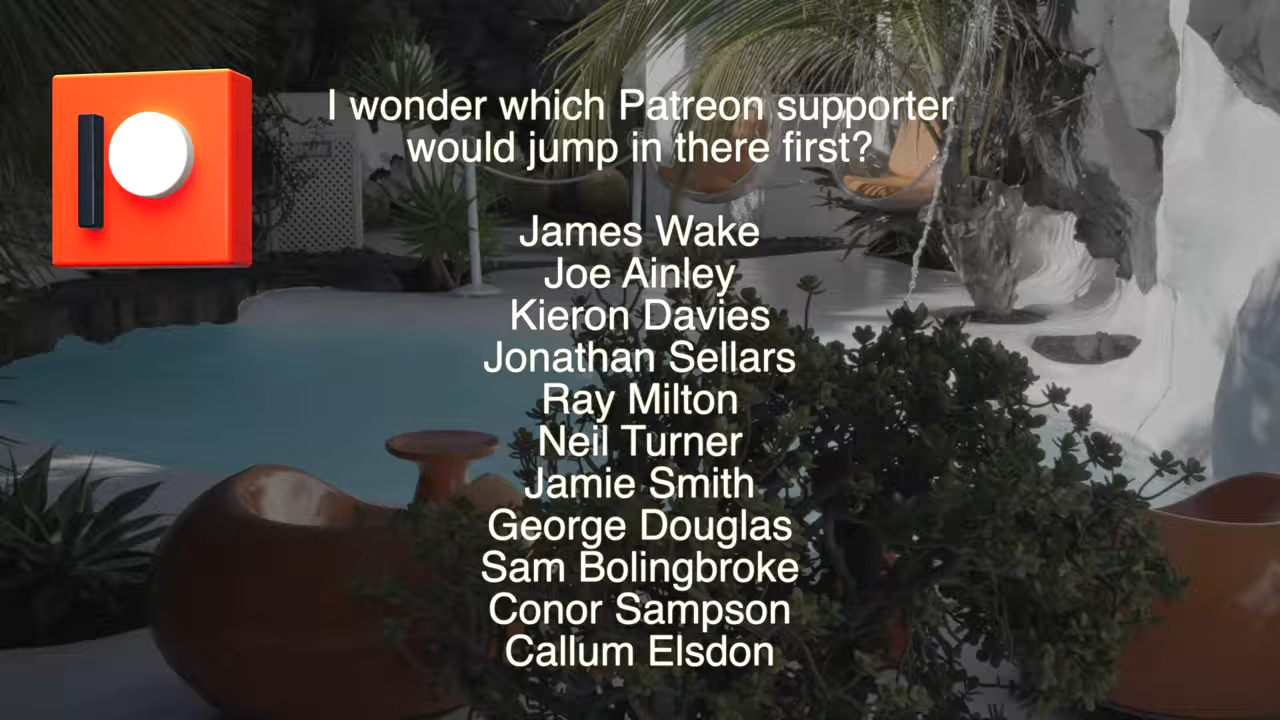 I wonder which Patreon supporter
would jump in there first?
James Wake
Joe Ainley
Kieron Davies
Jonathan Sellars
Ray Milton
Neil Turner
Jamie Smith
George Douglas
Sam Bolingbroke
Conor Sampson
Callum Elsdon